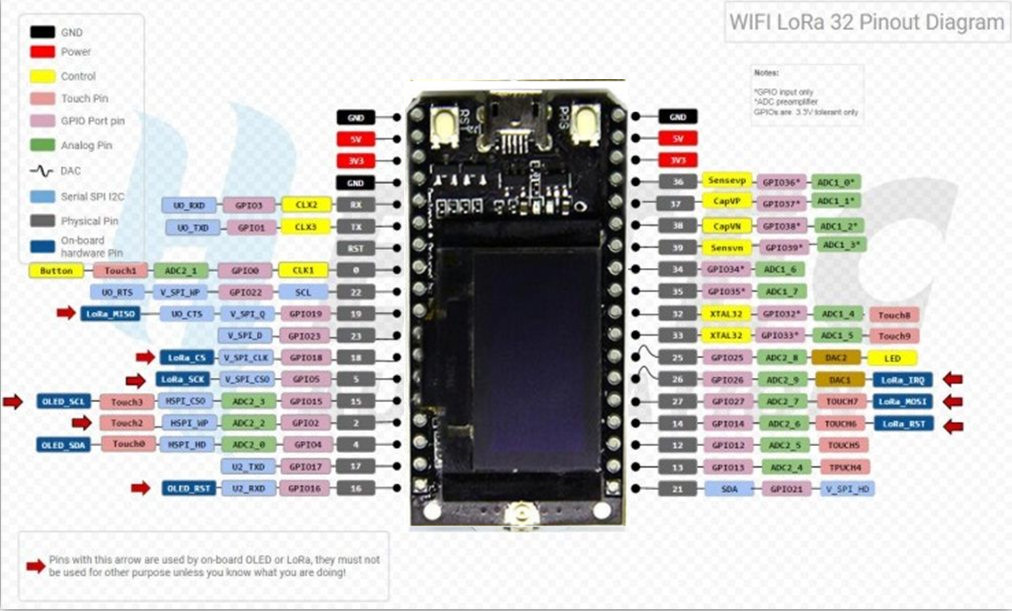 WIFI LoRa 32 Pinout Diagram
GND
Power
Control
Touch Pin
GPIO Port pin
Analog Pin
DAC
Serial SPI I2C
Physical Pin
On-board
hardware Pin
Notes:
*GPIO input only
*ADC preamplifier
GPIOs are 3.3V tolerant only
RST
PRG
GND
5V
3V3
GND
UO_RXD GPIO3 CLX2 RX
UO_TXD GPIO1 CLX3 TX
RST
Button Touch1 ADC2_1 GPIO0 CLK1 0
UO_RTS V_SPI_WP GPIO22 SCL 22
LoRa_MISO UO_CTS V_SPI_Q GPIO19 19
V_SPI_D GPIO23 23
LoRa_CS V_SPI_CLK GPIO18 18
LoRa_SCK V_SPI_CSO GPIO5 5
OLED_SCL Touch3 HSPI_CSO ADC2_3 GPIO15 15
Touch2 HSPI_WP ADC2_2 GPIO2 2
OLED_SDA Touch0 HSPI_HD ADC2_0 GPIO4 4
U2_TXD GPIO17 17
OLED_RST U2_RXD GPIO16 16
GND
5V
3V3
36 Sensevp GPIO36* ADC1_0*
37 CapVP GPIO37* ADC1_1*
38 CapVN GPIO38* ADC1_2*
39 Sensvn GPIO39* ADC1_3*
34 GPIO34* ADC1_6
35 GPIO35* ADC1_7
32 XTAL32 GPIO32* ADC1_4 Touch8
33 XTAL32 GPIO33* ADC1_5 Touch9
25 GPIO25 ADC2_8 DAC2 LED
26 GPIO26 ADC2_9 DAC1 LoRa_IRQ
27 GPIO27 ADC2_7 TOUCH7 LoRa_MOSI
14 GPIO14 ADC2_6 TOUCH6 LoRa_RST
12 GPIO12 ADC2_5 TOUCH5
13 GPIO13 ADC2_4 TPUCH4
21 SDA GPIO21 V_SPI_HD
Pins with this arrow are used by on-board OLED or LoRa, they must not
be used for other purpose unless you know what you are doing!